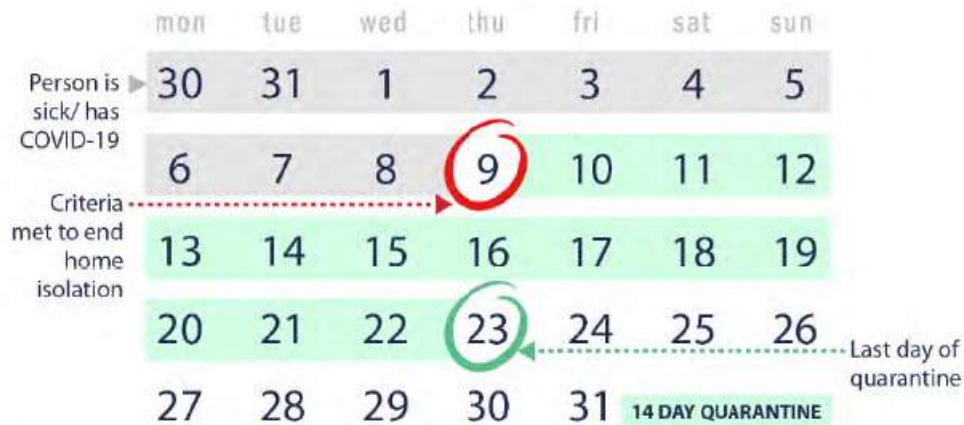 mon tue wed thu fri sat sun
Person is
sick/ has
COVID-19
30 31 1 2 3 4 5
6 7 8 9 10 11 12
Criteria
met to end
home
isolation
13 14 15 16 17 18 19
20 21 22 23 24 25 26
Last day of
quarantine
27 28 29 30 31 14 DAY QUARANTINE